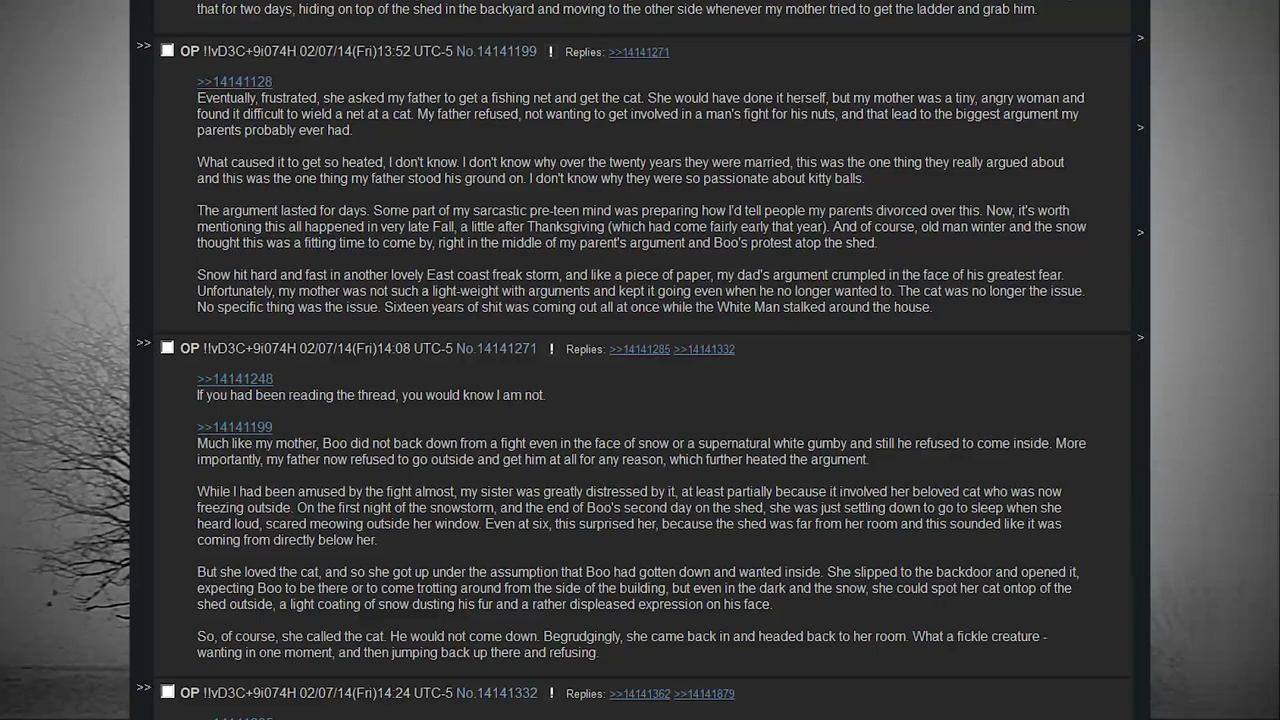 that for two days, hiding on top of the shed in the backyard and moving to the other side whenever my mother tried to get the ladder and grab him.
>> OP !!vD3C+9i074H 02/07/14(Fri)13:52 UTC-5 No.14141199 ! Replies: >>14141271 >
>>14141128
Eventually, frustrated, she asked my father to get a fishing net and get the cat. She would have done it herself, but my mother was a tiny, angry woman and
found it difficult to wield a net at a cat. My father refused, not wanting to get involved in a man's fight for his nuts, and that lead to the biggest argument my
parents probably ever had.
>
What caused it to get so heated, I don't know. I don't know why over the twenty years they were married, this was the one thing they really argued about
and this was the one thing my father stood his ground on. I don't know why they were so passionate about kitty balls.
The argument lasted for days. Some part of my sarcastic pre-teen mind was preparing how I'd tell people my parents divorced over this. Now, it's worth
mentioning this all happened in very late Fall, a little after Thanksgiving (which had come fairly early that year). And of course, old man winter and the snow
>
thought this was a fitting time to come by, right in the middle of my parent's argument and Boo's protest atop the shed.
Snow hit hard and fast in another lovely East coast freak storm, and like a piece of paper, my dad's argument crumpled in the face of his greatest fear.
Unfortunately, my mother was not such a light-weight with arguments and kept it going even when he no longer wanted to. The cat was no longer the issue.
No specific thing was the issue. Sixteen years of shit was coming out all at once while the White Man stalked around the house.
>
>> OP !!vD3C+9i074H 02/07/14(Fri)14:08 UTC-5 No.14141271 ! Replies: >>14141285 >>14141332
>>14141248
If you had been reading the thread, you would know I am not.
>>14141199
Much like my mother, Boo did not back down from a fight even in the face of snow or a supernatural white gumby and still he refused to come inside. More
importantly, my father now refused to go outside and get him at all for any reason, which further heated the argument.
While I had been amused by the fight almost, my sister was greatly distressed by it, at least partially because it involved her beloved cat who was now
freezing outside. On the first night of the snowstorm, and the end of Boo's second day on the shed, she was just settling down to go to sleep when she
heard loud, scared meowing outside her window. Even at six, this surprised her, because the shed was far from her room and this sounded like it was
coming from directly below her.
But she loved the cat, and so she got up under the assumption that Boo had gotten down and wanted inside. She slipped to the backdoor and opened it,
expecting Boo to be there or to come trotting around from the side of the building, but even in the dark and the snow, she could spot her cat ontop of the
shed outside, a light coating of snow dusting his fur and a rather displeased expression on his face.
So, of course, she called the cat. He would not come down. Begrudgingly, she came back in and headed back to her room. What a fickle creature -
wanting in one moment, and then jumping back up there and refusing.
>> OP !!vD3C+9i074H 02/07/14(Fri)14:24 UTC-5 No.14141332 ! Replies: >>14141362 >>14141879